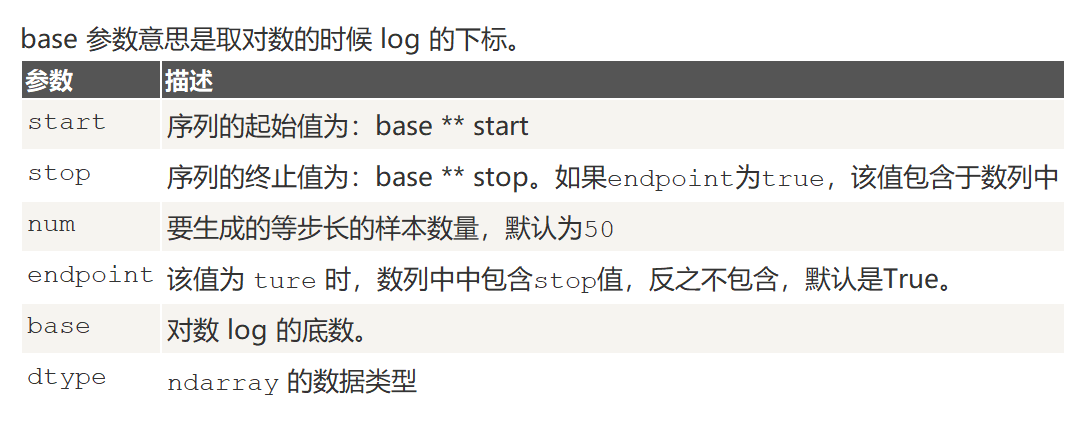 base 参数意思是取对数的时候 log 的下标。
参数 描述
start 序列的起始值为：base ** start
stop 序列的终止值为：base ** stop。如果endpoint为true，该值包含于数列中
num 要生成的等步长的样本数量，默认为50
endpoint 该值为 ture 时，数列中中包含stop值，反之不包含，默认是True。
base 对数 log 的底数。
dtype ndarray 的数据类型